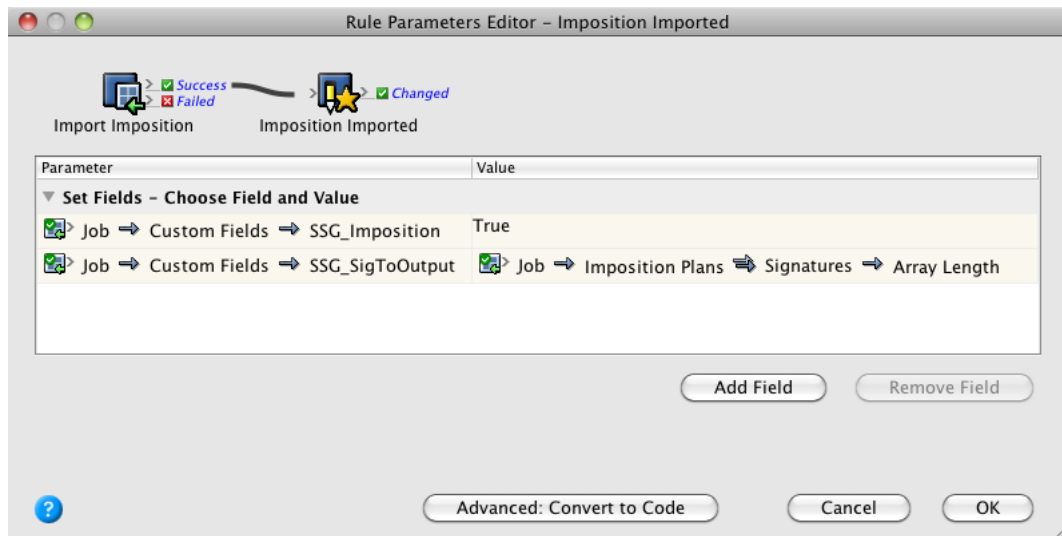 Rule Parameters Editor – Imposition Imported
Success
Failed
Changed
Import Imposition Imposition Imported
Parameter Value
Set Fields – Choose Field and Value
Job Custom Fields SSG_Imposition True
Job Custom Fields SSG_SigToOutput Job Imposition Plans Signatures Array Length
Add Field Remove Field
? Advanced: Convert to Code Cancel OK